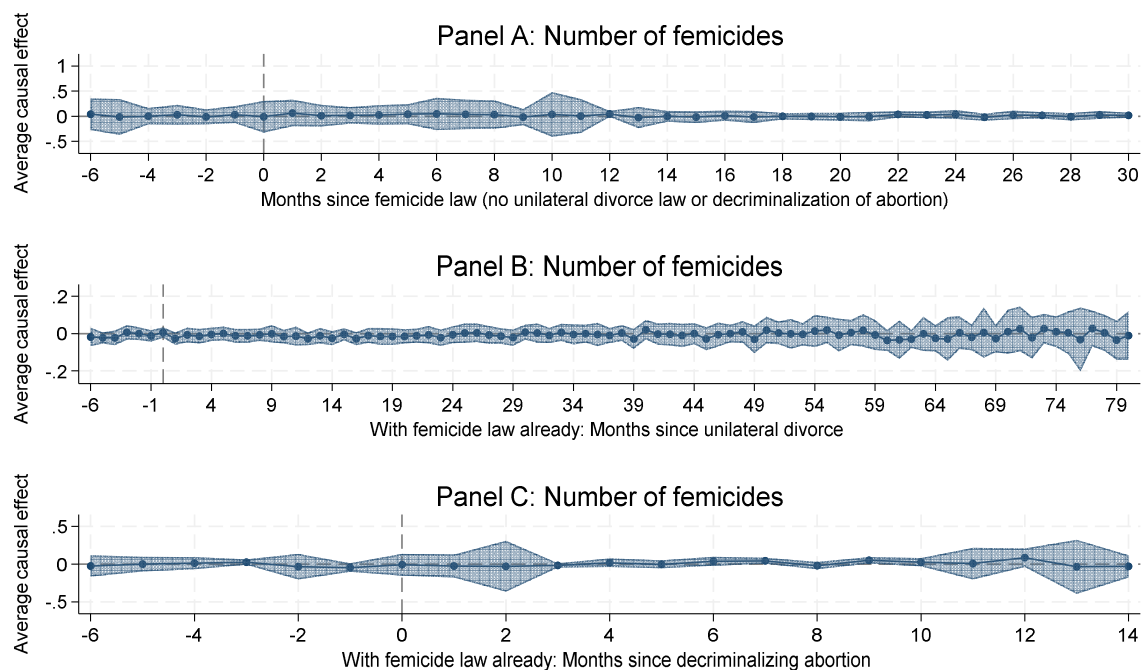 Panel A: Number of femicides
Average causal effect
1
.5
0
-.5
-6 -4 -2 0 2 4 6 8 10 12 14 16 18 20 22 24 26 28 30
Months since femicide law (no unilateral divorce law or decriminalization of abortion)
Panel B: Number of femicides
Average causal effect
.2
0
-.2
-6 -1 4 9 14 19 24 29 34 39 44 49 54 59 64 69 74 79
With femicide law already: Months since unilateral divorce
Panel C: Number of femicides
Average causal effect
.5
0
-.5
-6 -4 -2 0 2 4 6 8 10 12 14
With femicide law already: Months since decriminalizing abortion